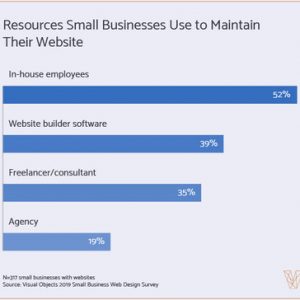 Resources Small Businesses Use to Maintain
Their Website
In-house employees
52%
Website builder software
39%
Freelancer/consultant
35%
Agency
19%
N=317 small businesses with websites
Source: Visual Objects 2019 Small Business Web Design Survey